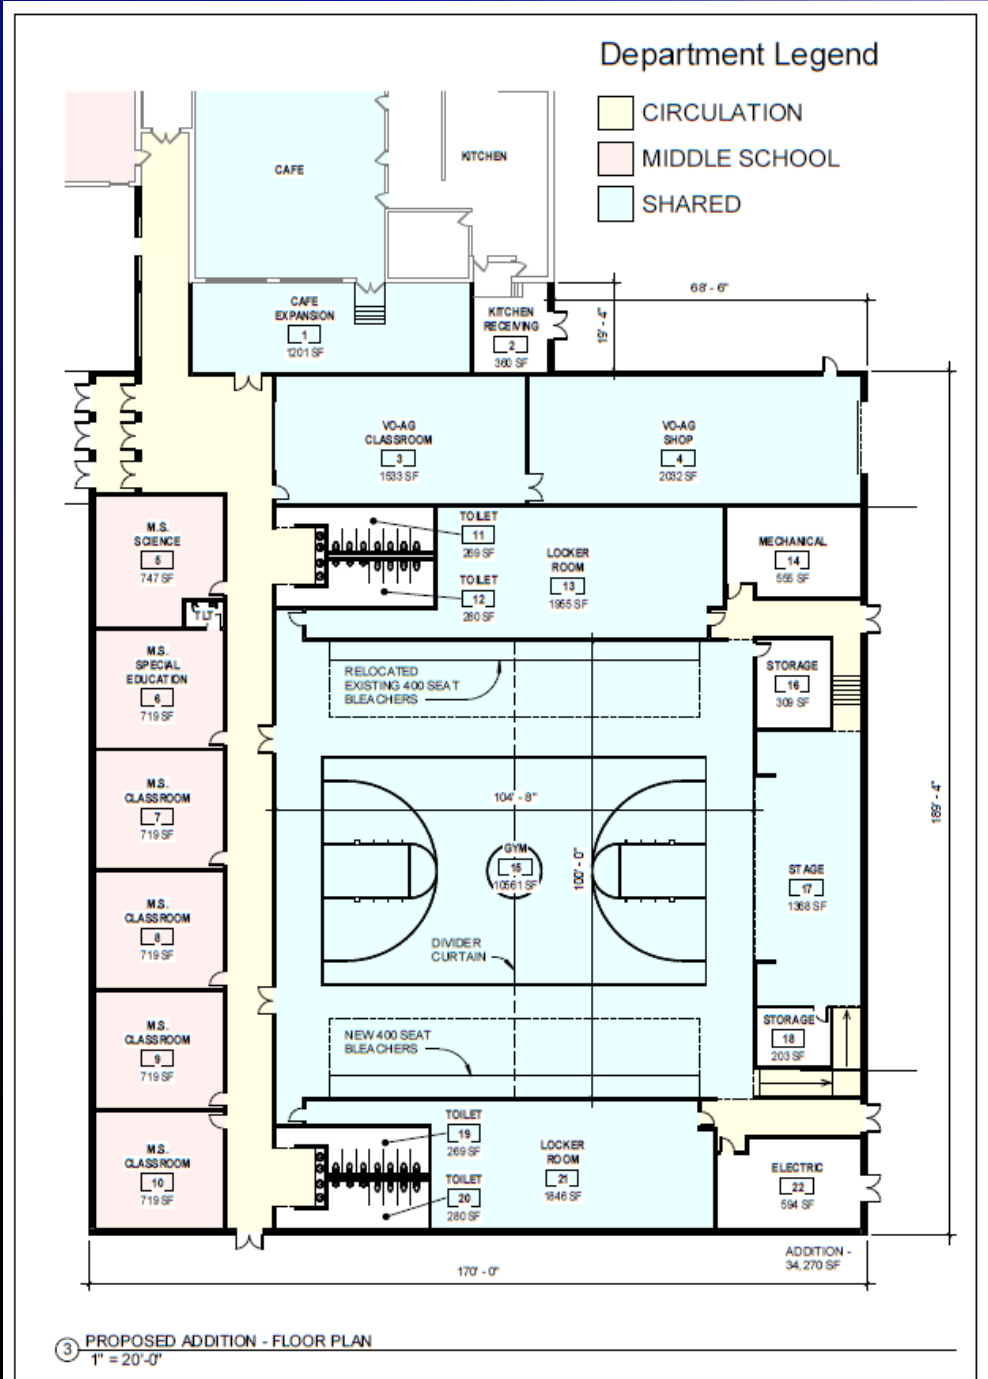 Department Legend
CIRCULATION
MIDDLE SCHOOL
SHARED
CAFE
KITCHEN
68' - 6"
19' - 4"
CAFE
EXPANSION
1
1201 SF
KITCHEN
RECEIVING
2
360 SF
VO-AG
CLASSROOM
3
1533 SF
VO-AG
SHOP
4
2032 SF
M.S.
SCIENCE
5
747 SF
TLT
TOILET
11
269 SF
TOILET
12
280 SF
LOCKER
ROOM
13
1955 SF
MECHANICAL
14
555 SF
M.S.
SPECIAL
EDUCATION
6
719 SF
RELOCATED
EXISTING 400 SEAT
BLEACHERS
STORAGE
16
309 SF
M.S.
CLASSROOM
7
719 SF
104' - 8"
100' - 0"
189' - 4"
GYM
15
10561 SF
STAGE
17
1368 SF
M.S.
CLASSROOM
8
719 SF
DIVIDER
CURTAIN
M.S.
CLASSROOM
9
719 SF
NEW 400 SEAT
BLEACHERS
STORAGE
18
203 SF
M.S.
CLASSROOM
10
719 SF
TOILET
19
269 SF
TOILET
20
280 SF
LOCKER
ROOM
21
1846 SF
ELECTRIC
22
594 SF
ADDITION -
34,270 SF
170' - 0"
3 PROPOSED ADDITION - FLOOR PLAN
1" = 20'-0"